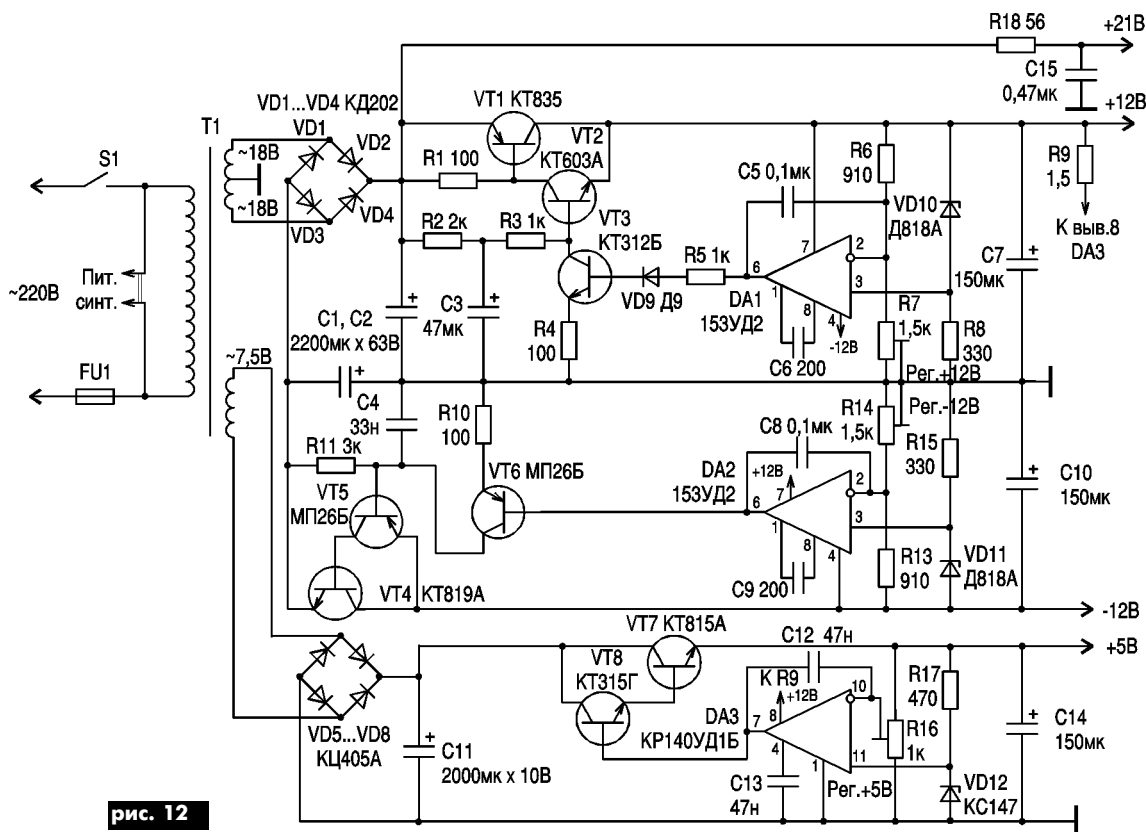 R18 56
+21В
C15
0,47мк
+12В
VD1...VD4 КД202
VT1 КТ835
T1
VD1
VD2
VT2
КТ603А
S1
~18В
~18В
R1 100
C5 0,1мк
R6
910
R9
1,5
VD3
VD4
R2 2к
R3 1к
VT3
КТ312Б
VD10
Д818А
К выв.8
DA3
R5 1к
7
2
6
3
1
8
4
-12В
C7
150мк
Пит.
синт.
~220В
VD9 Д9
DA1
153УД2
R7
1,5к
R8
330
C1, C2
2200мк x 63В
C3
47мк
R4
100
C6 200
Рег.+12В
Рег.-12В
FU1
~7,5В
C4
33н
R10
100
R14
1,5к
C8 0,1мк
R15
330
R11 3к
VT6 МП26Б
DA2
153УД2
+12В
7
2
6
3
1
8
4
C10
150мк
VT5
МП26Б
C9 200
R13
910
VD11
Д818А
VT4
КТ819А
-12В
VT7 КТ815А
C12 47н
+5В
VT8
КТ315Г
К R9
+12В
R17
470
10
8
7
4
1
11
DA3
КР140УД1Б
R16
1к
C14
150мк
VD5...VD8
КЦ405А
C11
2000мк x 10В
C13
47н
Рег.+5В
VD12
КС147
рис. 12